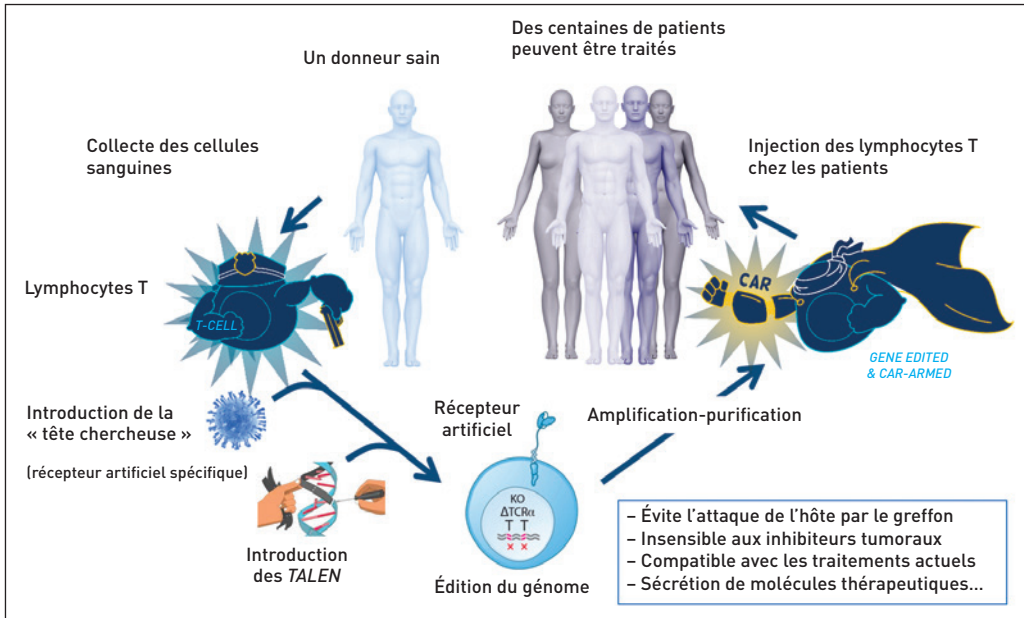 Des centaines de patients
peuvent être traités
Un donneur sain
Collecte des cellules
sanguines
Injection des lymphocytes T
chez les patients
Lymphocytes T
T-CELL
CAR
GENE EDITED
& CAR-ARMED
Introduction de la
« tête chercheuse »
(récepteur artificiel spécifique)
Récepteur
artificiel
Amplification-purification
KO
ΔTCRα
T T
× ×
Introduction
des TALEN
Édition du génome
– Évite l’attaque de l’hôte par le greffon
– Insensible aux inhibiteurs tumoraux
– Compatible avec les traitements actuels
– Sécrétion de molécules thérapeutiques...